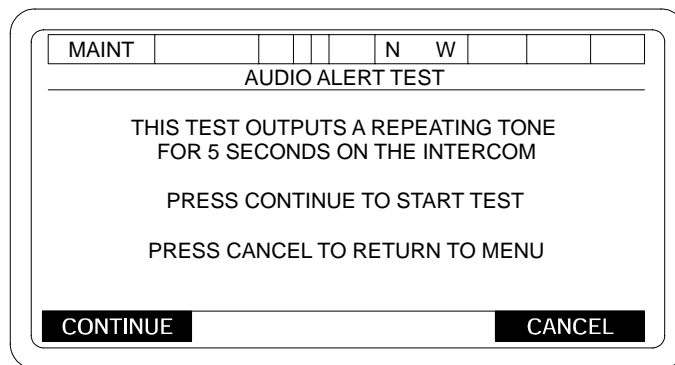 MAINT N W
AUDIO ALERT TEST
THIS TEST OUTPUTS A REPEATING TONE
FOR 5 SECONDS ON THE INTERCOM
PRESS CONTINUE TO START TEST
PRESS CANCEL TO RETURN TO MENU
CONTINUE CANCEL